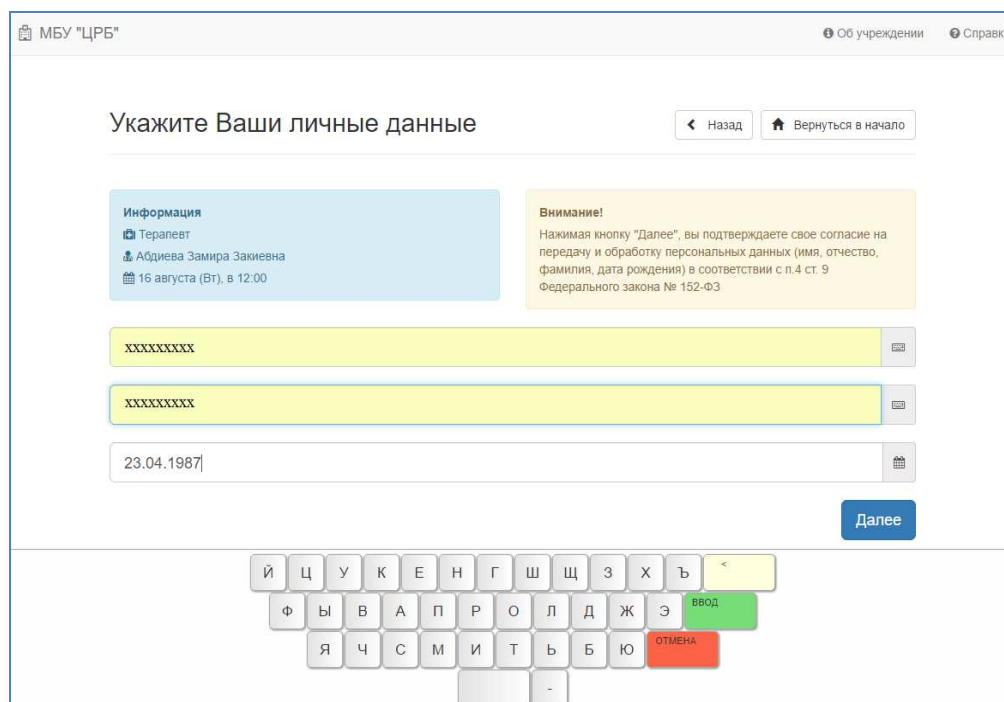 МБУ "ЦРБ" Об учреждении Справк
Укажите Ваши личные данные Назад Вернуться в начало
Информация
Терапевт
Абдиева Замира Закиевна
16 августа (Вт), в 12:00
Внимание!
Нажимая кнопку "Далее", вы подтверждаете свое согласие на
передачу и обработку персональных данных (имя, отчество,
фамилия, дата рождения) в соответствии с п.4 ст. 9
Федерального закона № 152-ФЗ
xxxxxxxxx
xxxxxxxxx
23.04.1987
Далее
Й Ц У К Е Н Г Ш Щ З Х Ъ <
Ф Ы В А П Р О Л Д Ж Э ВВОД
Я Ч С М И Т Ь Б Ю ОТМЕНА
-